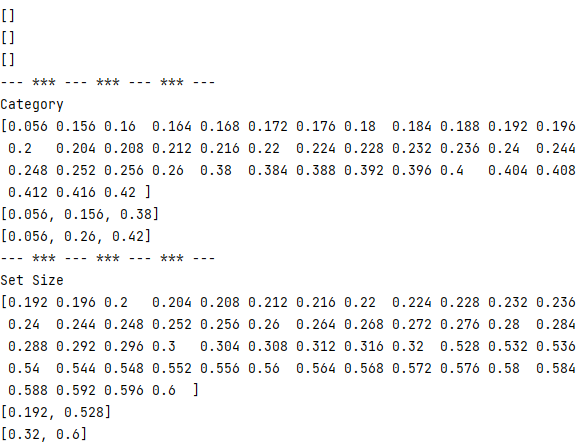 []
[]
[]
--- *** --- *** --- *** ---
Category
[0.056 0.156 0.16  0.164 0.168 0.172 0.176 0.18  0.184 0.188 0.192 0.196
 0.2   0.204 0.208 0.212 0.216 0.22  0.224 0.228 0.232 0.236 0.24  0.244
 0.248 0.252 0.256 0.26  0.38  0.384 0.388 0.392 0.396 0.4   0.404 0.408
 0.412 0.416 0.42 ]
[0.056, 0.156, 0.38]
[0.056, 0.26, 0.42]
--- *** --- *** --- *** ---
Set Size
[0.192 0.196 0.2   0.204 0.208 0.212 0.216 0.22  0.224 0.228 0.232 0.236
 0.24  0.244 0.248 0.252 0.256 0.26  0.264 0.268 0.272 0.276 0.28  0.284
 0.288 0.292 0.296 0.3   0.304 0.308 0.312 0.316 0.32  0.528 0.532 0.536
 0.54  0.544 0.548 0.552 0.556 0.56  0.564 0.568 0.572 0.576 0.58  0.584
 0.588 0.592 0.596 0.6  ]
[0.192, 0.528]
[0.32, 0.6]